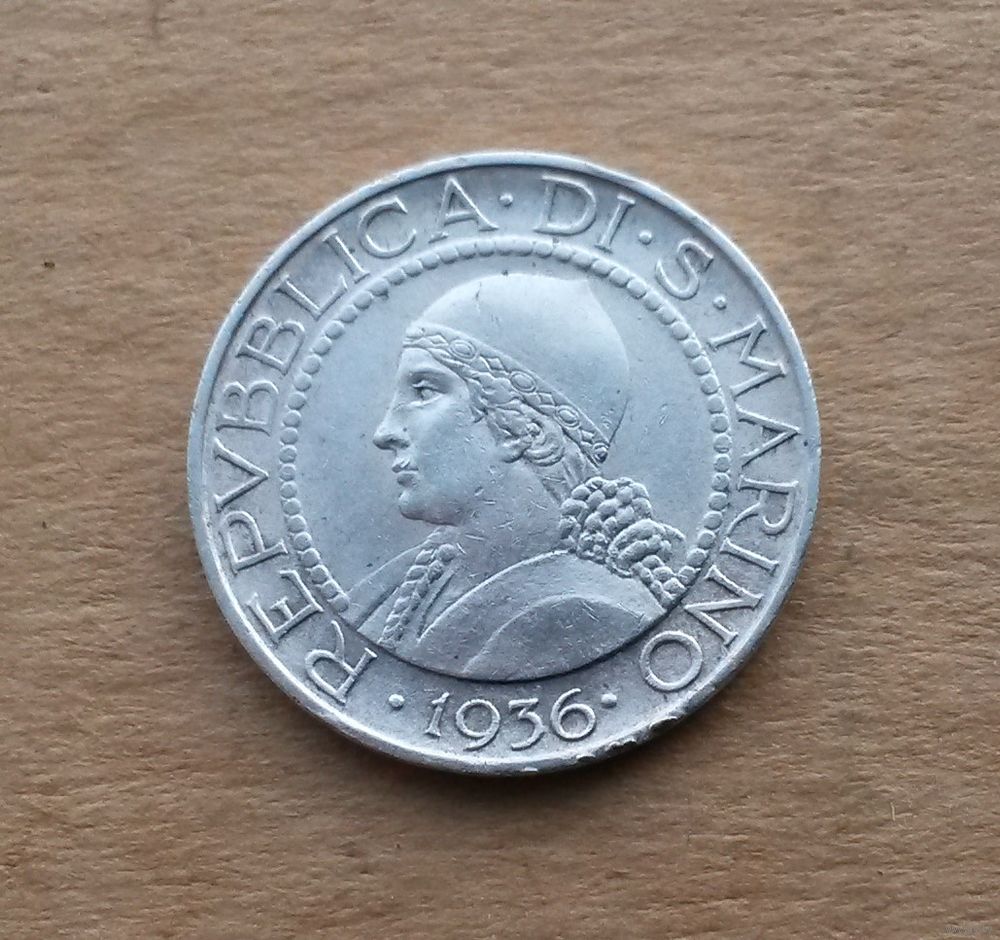 REPVBBLICA · DI · S · MARINO
· 1936 ·